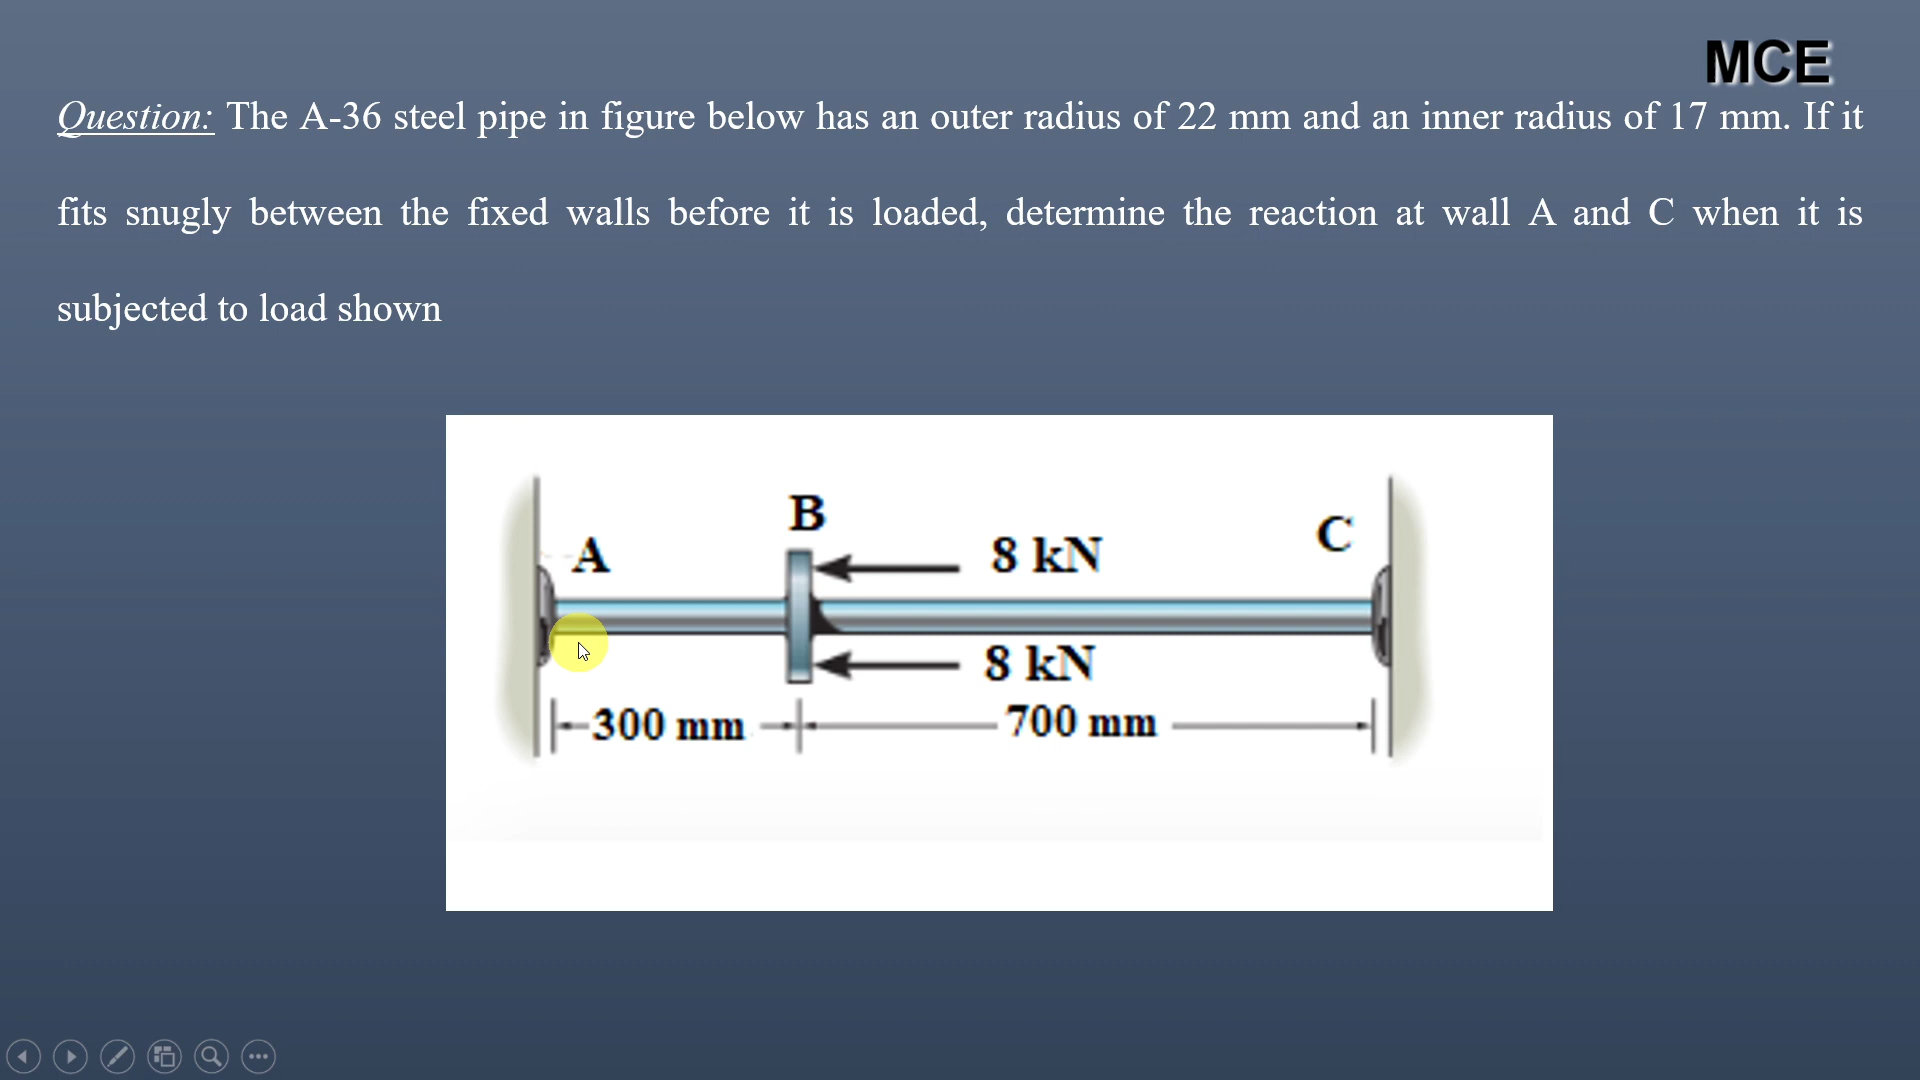 MCE
Question: The A-36 steel pipe in figure below has an outer radius of 22 mm and an inner radius of 17 mm. If it
fits snugly between the fixed walls before it is loaded, determine the reaction at wall A and C when it is
subjected to load shown
B
A
8 kN
C
8 kN
300 mm
700 mm